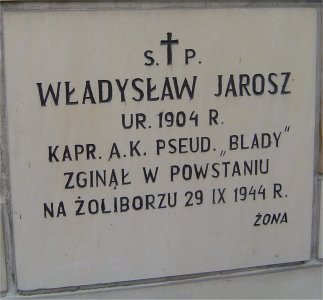 Ś. † P.
WŁADYSŁAW JAROSZ
UR. 1904 R.
KAPR. A.K. PSEUD. „BLADY"
ZGINĄŁ W POWSTANIU
NA ŻOLIBORZU 29 IX 1944 R.
ŻONA